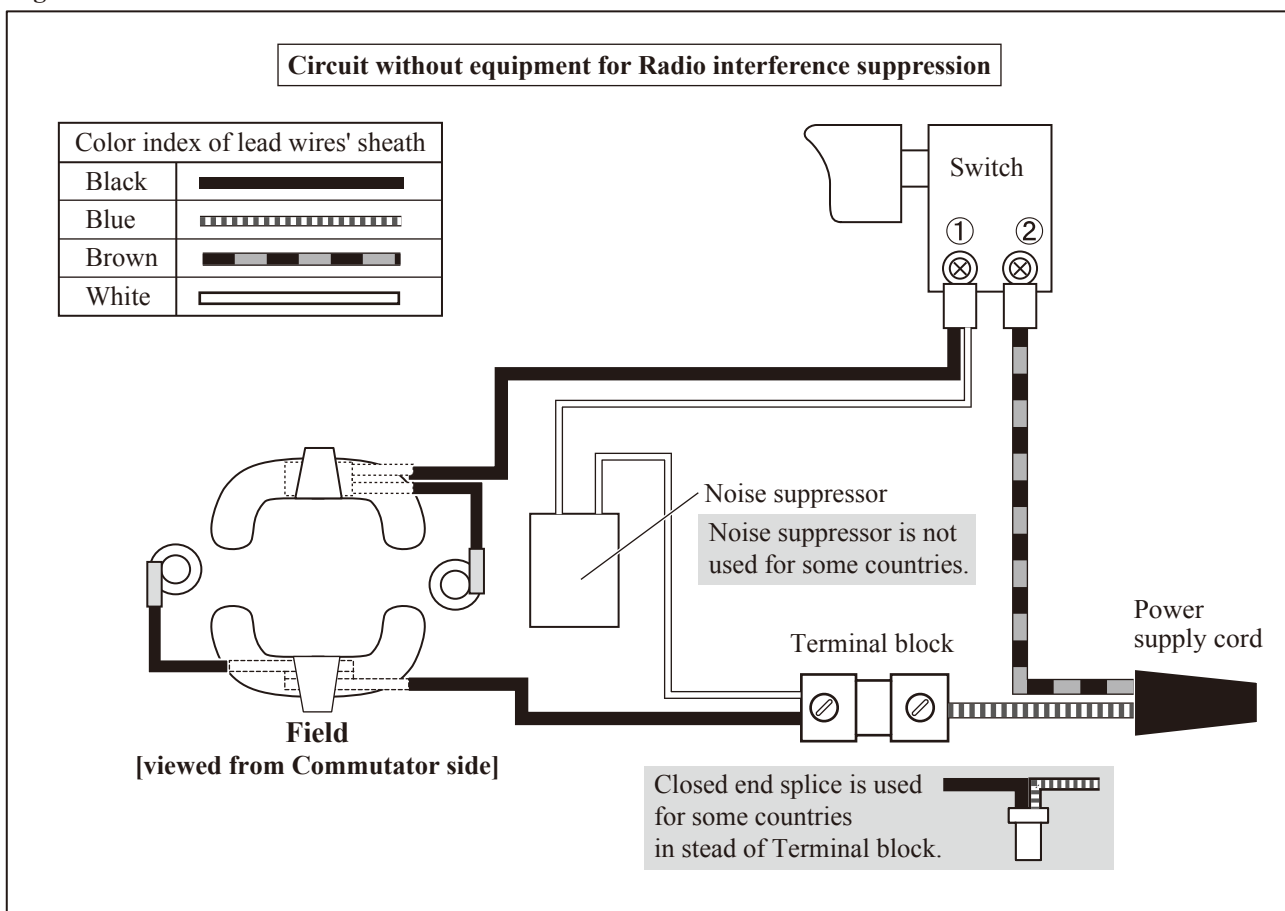 Circuit without equipment for Radio interference suppression
Color index of lead wires' sheath
Black
Blue
Brown
White
Switch
① ②
Noise suppressor
Noise suppressor is not
used for some countries.
Power
supply cord
Terminal block
Field
[viewed from Commutator side]
Closed end splice is used
for some countries
in stead of Terminal block.